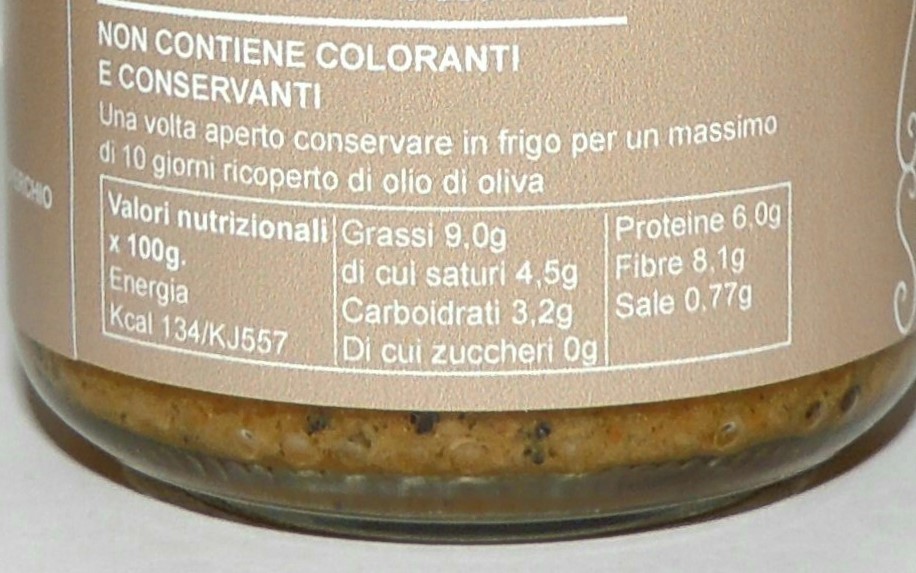 NON CONTIENE COLORANTI
E CONSERVANTI
Una volta aperto conservare in frigo per un massimo
di 10 giorni ricoperto di olio di oliva
Valori nutrizionali
x 100g.
Energia
Kcal 134/KJ557
Grassi 9,0g
di cui saturi 4,5g
Carboidrati 3,2g
Di cui zuccheri 0g
Proteine 6,0g
Fibre 8,1g
Sale 0,77g